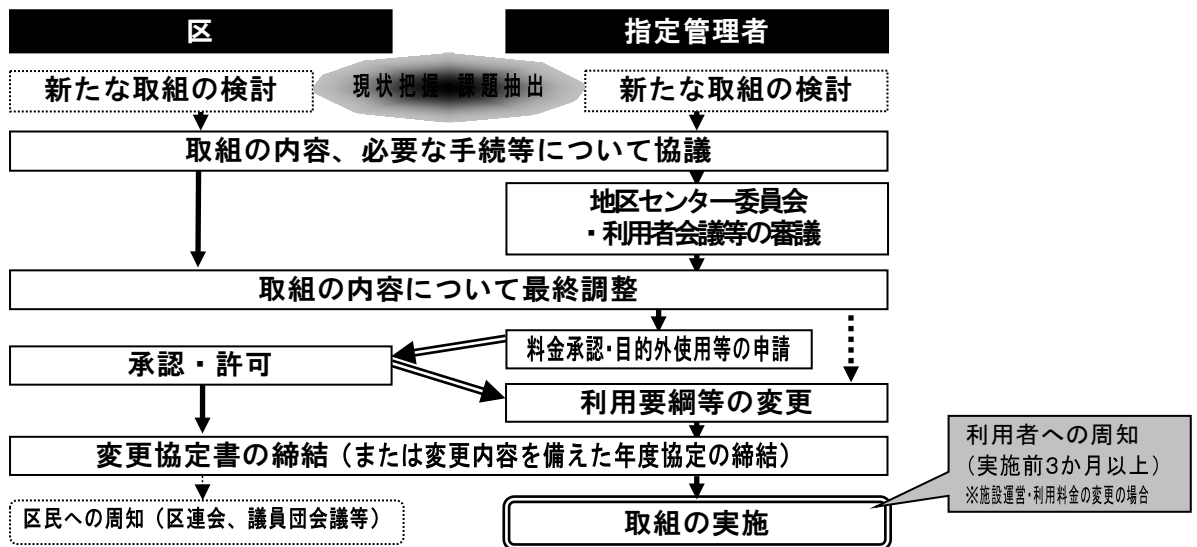 区
指定管理者
新たな取組の検討
現状把握・課題抽出
新たな取組の検討
取組の内容、必要な手続等について協議
地区センター委員会
・利用者会議等の審議
取組の内容について最終調整
料金承認・目的外使用等の申請
承認・許可
利用要綱等の変更
変更協定書の締結（または変更内容を備えた年度協定の締結）
利用者への周知
（実施前3か月以上）
※施設運営・利用料金の変更の場合
区民への周知（区連会、議員団会議等）
取組の実施